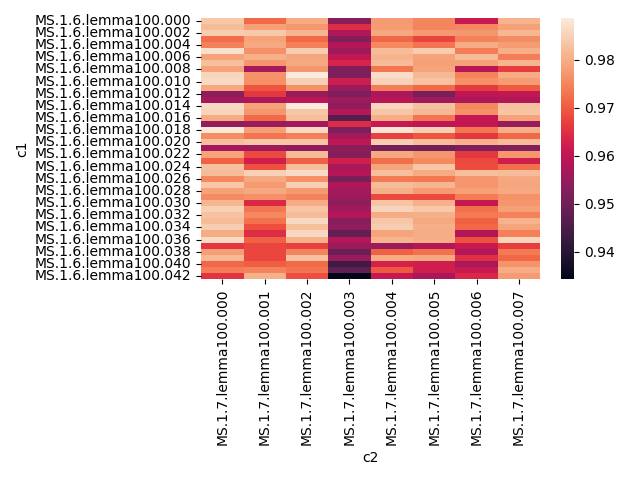 c1
MS.1.6.lemma100.000
MS.1.6.lemma100.002
MS.1.6.lemma100.004
MS.1.6.lemma100.006
MS.1.6.lemma100.008
MS.1.6.lemma100.010
MS.1.6.lemma100.012
MS.1.6.lemma100.014
MS.1.6.lemma100.016
MS.1.6.lemma100.018
MS.1.6.lemma100.020
MS.1.6.lemma100.022
MS.1.6.lemma100.024
MS.1.6.lemma100.026
MS.1.6.lemma100.028
MS.1.6.lemma100.030
MS.1.6.lemma100.032
MS.1.6.lemma100.034
MS.1.6.lemma100.036
MS.1.6.lemma100.038
MS.1.6.lemma100.040
MS.1.6.lemma100.042
MS.1.7.lemma100.000
MS.1.7.lemma100.001
MS.1.7.lemma100.002
MS.1.7.lemma100.003
MS.1.7.lemma100.004
MS.1.7.lemma100.005
MS.1.7.lemma100.006
MS.1.7.lemma100.007
c2
0.98
0.97
0.96
0.95
0.94